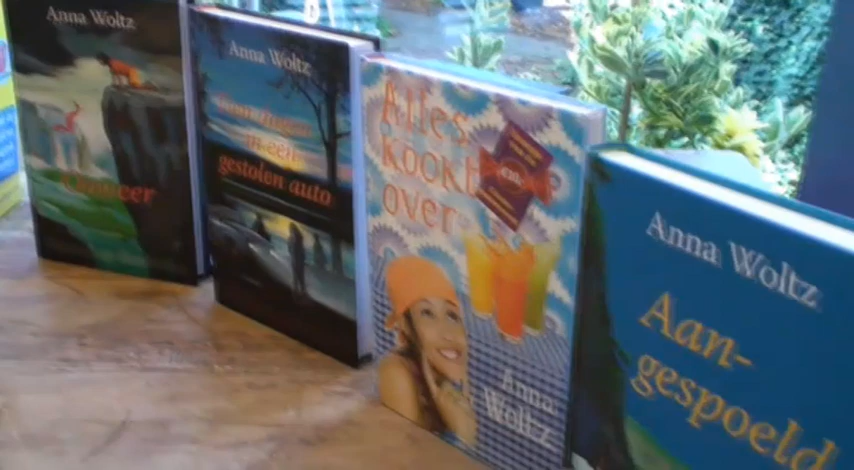 Anna Woltz
Anna Woltz
in een
gestolen auto
Alles
kookt
over
Anna
Woltz
Anna Woltz
Aan-
gespoeld